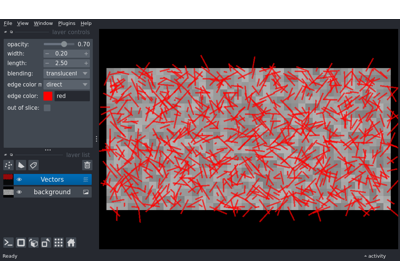 File View Window Plugins Help
layer controls
opacity: 0.70
width: 0.20
length: 2.50
blending: translucent
edge color m direct
edge color: red
out of slice:
layer list
Vectors
background
Ready
activity